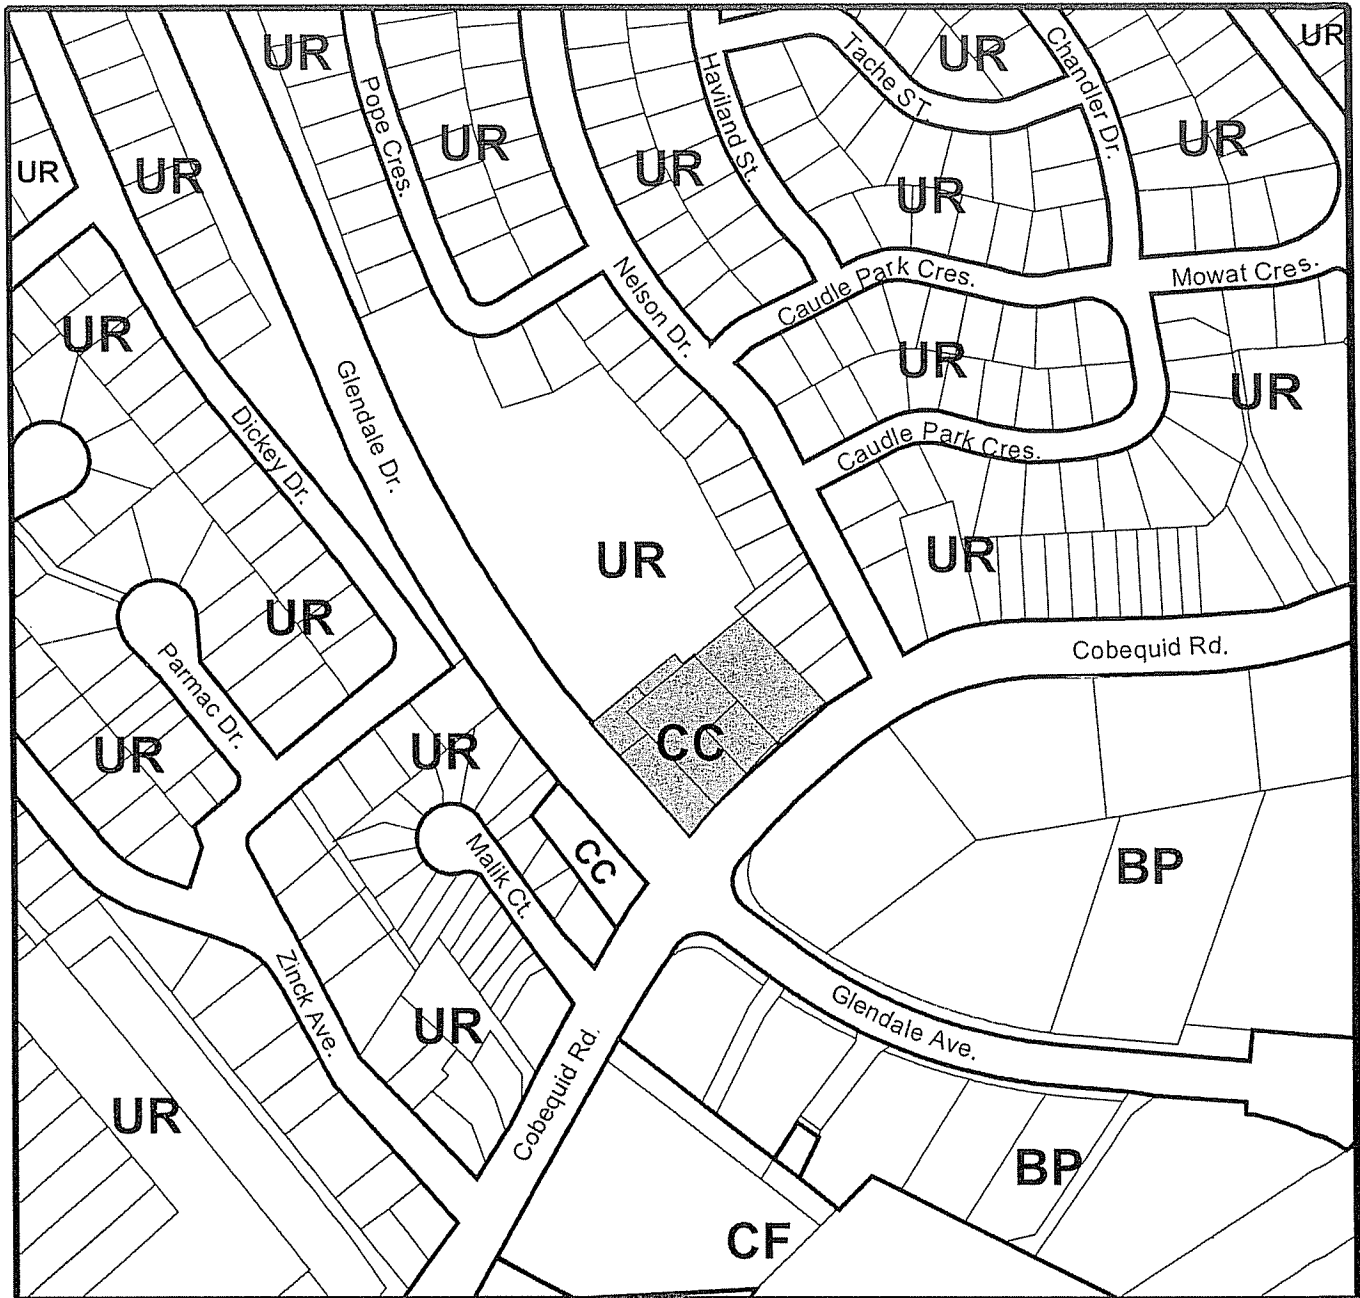 UR
UR
UR
Pope Cres.
Haviland St.
Tache ST.
Chandler Dr.
UR
UR
UR
UR
UR
UR
Nelson Dr.
Caudle Park Cres.
Mowat Cres.
UR
Glendale Dr.
Dickey Dr.
UR
UR
Caudle Park Cres.
UR
UR
UR
Parmac Dr.
Cobequid Rd.
UR
UR
CC
Malik Ct.
CC
BP
Zinck Ave.
UR
Glendale Ave.
Cobequid Rd.
UR
BP
CF